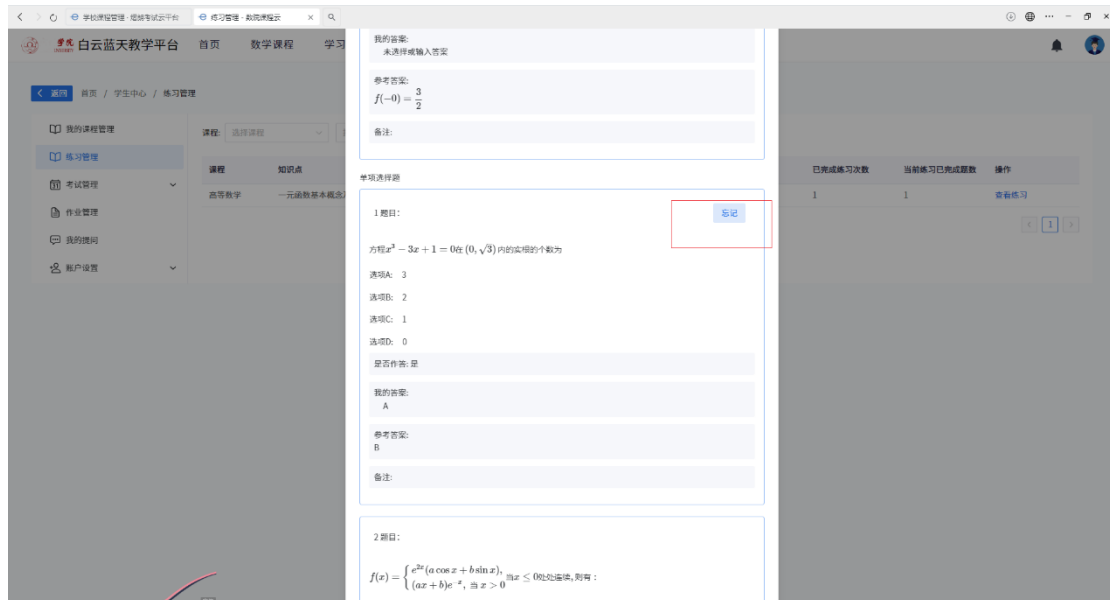 学校课程管理 - 熠频考试云平台
练习管理 - 数院课程云
白云蓝天教学平台
首页
数学课程
学习
返回
首页 / 学生中心 / 练习管理
我的课程管理
练习管理
考试管理
作业管理
我的提问
账户设置
课程: 选择课程
课程
知识点
已完成练习次数
当前练习已完成题数
操作
高等数学
一元函数基本概念
1
1
查看练习
1
我的答案:
未选择或输入答案
参考答案:
f(-0) = 3/2
备注:
单项选择题
1 题目:
忘记
方程x³ − 3x + 1 = 0在 (0, √3) 内的实根的个数为
选项A: 3
选项B: 2
选项C: 1
选项D: 0
是否作答: 是
我的答案:
A
参考答案:
B
备注:
2 题目:
f(x) = { e²ˣ(a cos x + b sin x), 当x ≤ 0处处连续, 则有:
(ax + b)e⁻ˣ, 当 x > 0